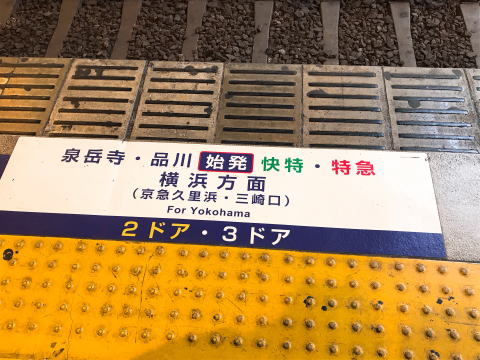 泉岳寺・品川 始発 快特・特急
横浜方面
(京急久里浜・三崎口)
For Yokohama
2ドア・3ドア